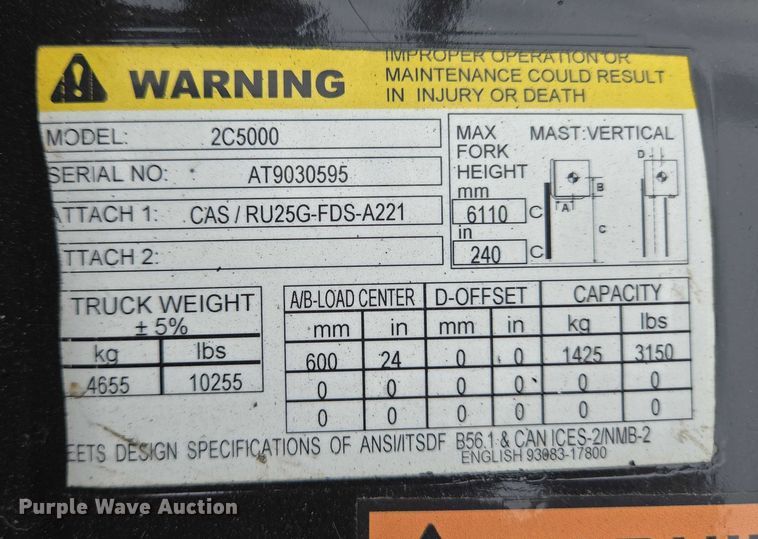 WARNING
IMPROPER OPERATION OR
MAINTENANCE COULD RESULT
IN INJURY OR DEATH
MODEL: 2C5000
SERIAL NO: AT9030595
ATTACH 1: CAS / RU25G-FDS-A221
TTACH 2:
MAX
FORK
HEIGHT
mm
6110 C
in
240 C
MAST:VERTICAL
D
B
A
C
TRUCK WEIGHT
± 5%
kg lbs
4655 10255
A/B-LOAD CENTER D-OFFSET CAPACITY
mm in mm in kg lbs
600 24 0 0 1425 3150
0 0 0 0 0 0
0 0 0 0 0 0
EETS DESIGN SPECIFICATIONS OF ANSI/ITSDF B56.1 & CAN ICES-2/NMB-2
ENGLISH 93083-17800
Purple Wave Auction